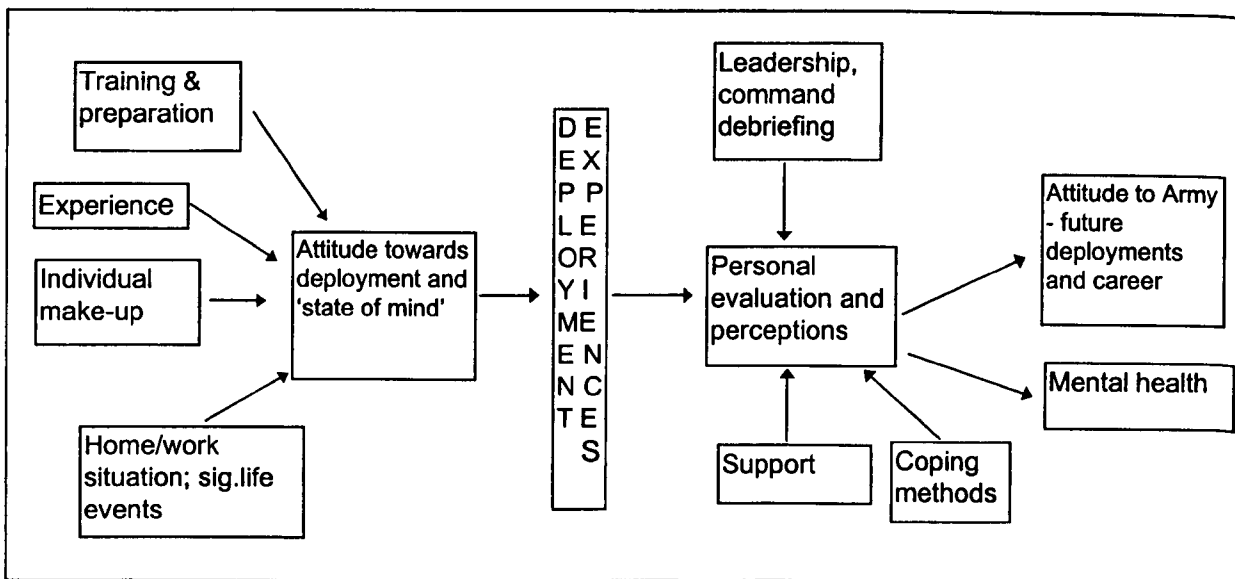 Training &
preparation
Experience
Individual
make-up
Home/work
situation; sig.life
events
Attitude towards
deployment and
‘state of mind’
DEPLOYMENT
EXPERIENCES
Leadership,
command
debriefing
Personal
evaluation and
perceptions
Support
Coping
methods
Attitude to Army
- future
deployments
and career
Mental health